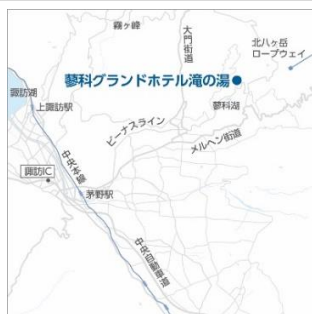 霧ヶ峰
大門街道
北八ヶ岳
ロープウェイ
蓼科グランドホテル滝の湯
諏訪湖
上諏訪駅
蓼科湖
ビーナスライン
メルヘン街道
中央本線
諏訪IC
茅野駅
中央自動車道